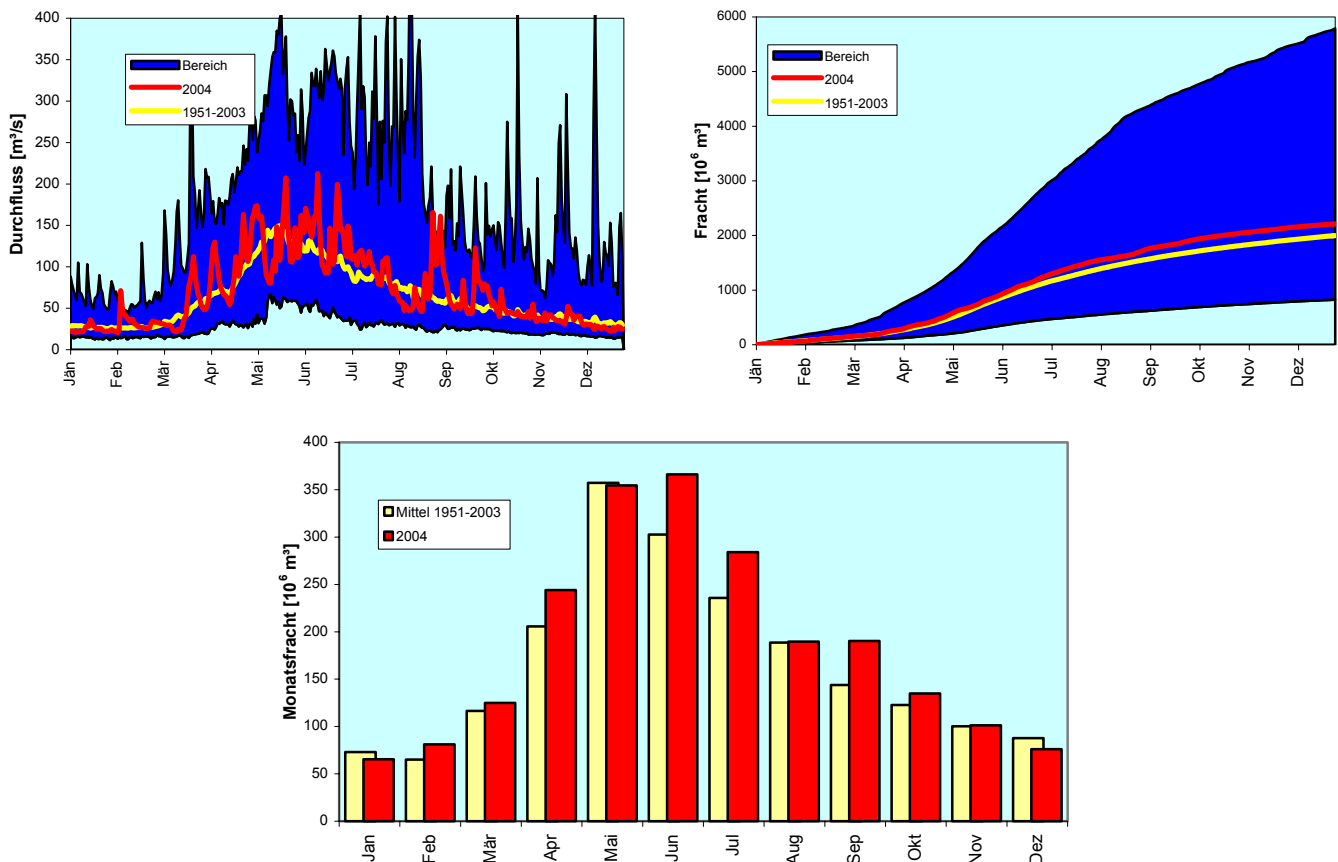 400
350
300
250
200
150
100
50
0
Durchfluss [m³/s]
Bereich
2004
1951-2003
Jän
Feb
Mär
Apr
Mai
Jun
Jul
Aug
Sep
Okt
Nov
Dez
6000
5000
4000
3000
2000
1000
0
Fracht [10⁶ m³]
Bereich
2004
1951-2003
Jän
Feb
Mär
Apr
Mai
Jun
Jul
Aug
Sep
Okt
Nov
Dez
400
350
300
250
200
150
100
50
0
Monatsfracht [10⁶ m³]
Mittel 1951-2003
2004
Jan
Feb
Mär
Apr
Mai
Jun
Jul
Aug
Sep
Okt
Nov
Dez